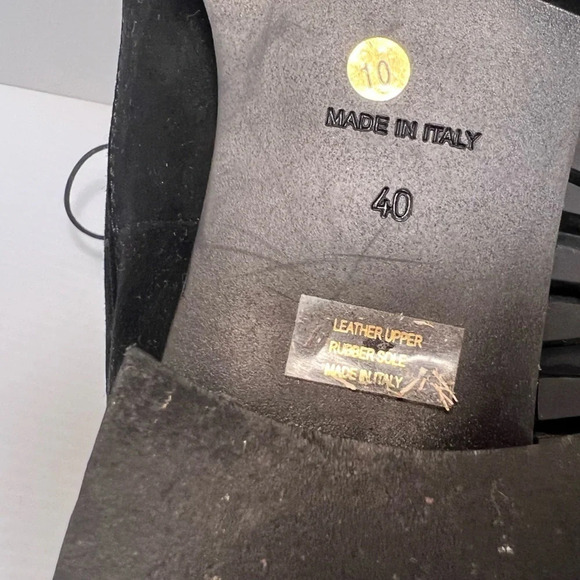 10
MADE IN ITALY
40
LEATHER UPPER
RUBBER SOLE
MADE IN ITALY